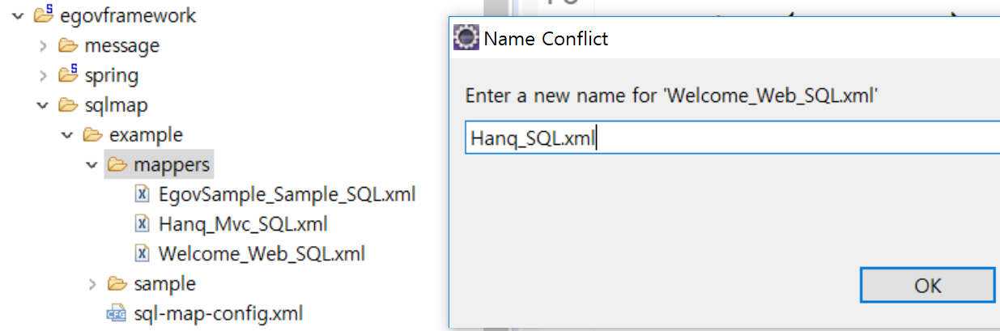 egovframework
message
spring
sqlmap
example
mappers
EgovSample_Sample_SQL.xml
Hanq_Mvc_SQL.xml
Welcome_Web_SQL.xml
sample
sql-map-config.xml
Name Conflict
Enter a new name for 'Welcome_Web_SQL.xml'
Hanq_SQL.xml
OK